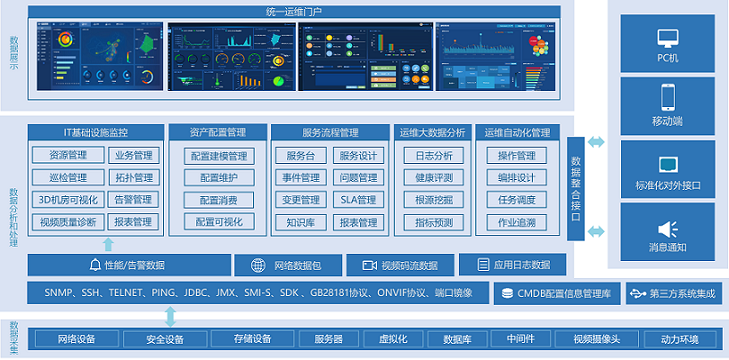 统一运维门户
数据展示
PC机
移动端
标准化对外接口
消息通知
数据分析和处理
IT基础设施监控
资源管理
业务管理
巡检管理
拓扑管理
3D机房可视化
告警管理
视频质量诊断
报表管理
资产配置管理
配置建模管理
配置维护
配置消费
配置可视化
服务流程管理
服务台
服务设计
事件管理
问题管理
变更管理
SLA管理
知识库
报表管理
运维大数据分析
日志分析
健康评测
根源挖掘
指标预测
运维自动化管理
操作管理
编排设计
任务调度
作业追溯
数据整合接口
性能/告警数据
网络数据包
视频码流数据
应用日志数据
SNMP、SSH、TELNET、PING、JDBC、JMX、SMI-S、SDK 、GB28181协议、ONVIF协议、端口镜像
CMDB配置信息管理库
第三方系统集成
数据采集
网络设备
安全设备
存储设备
服务器
虚拟化
数据库
中间件
视频摄像头
动力环境